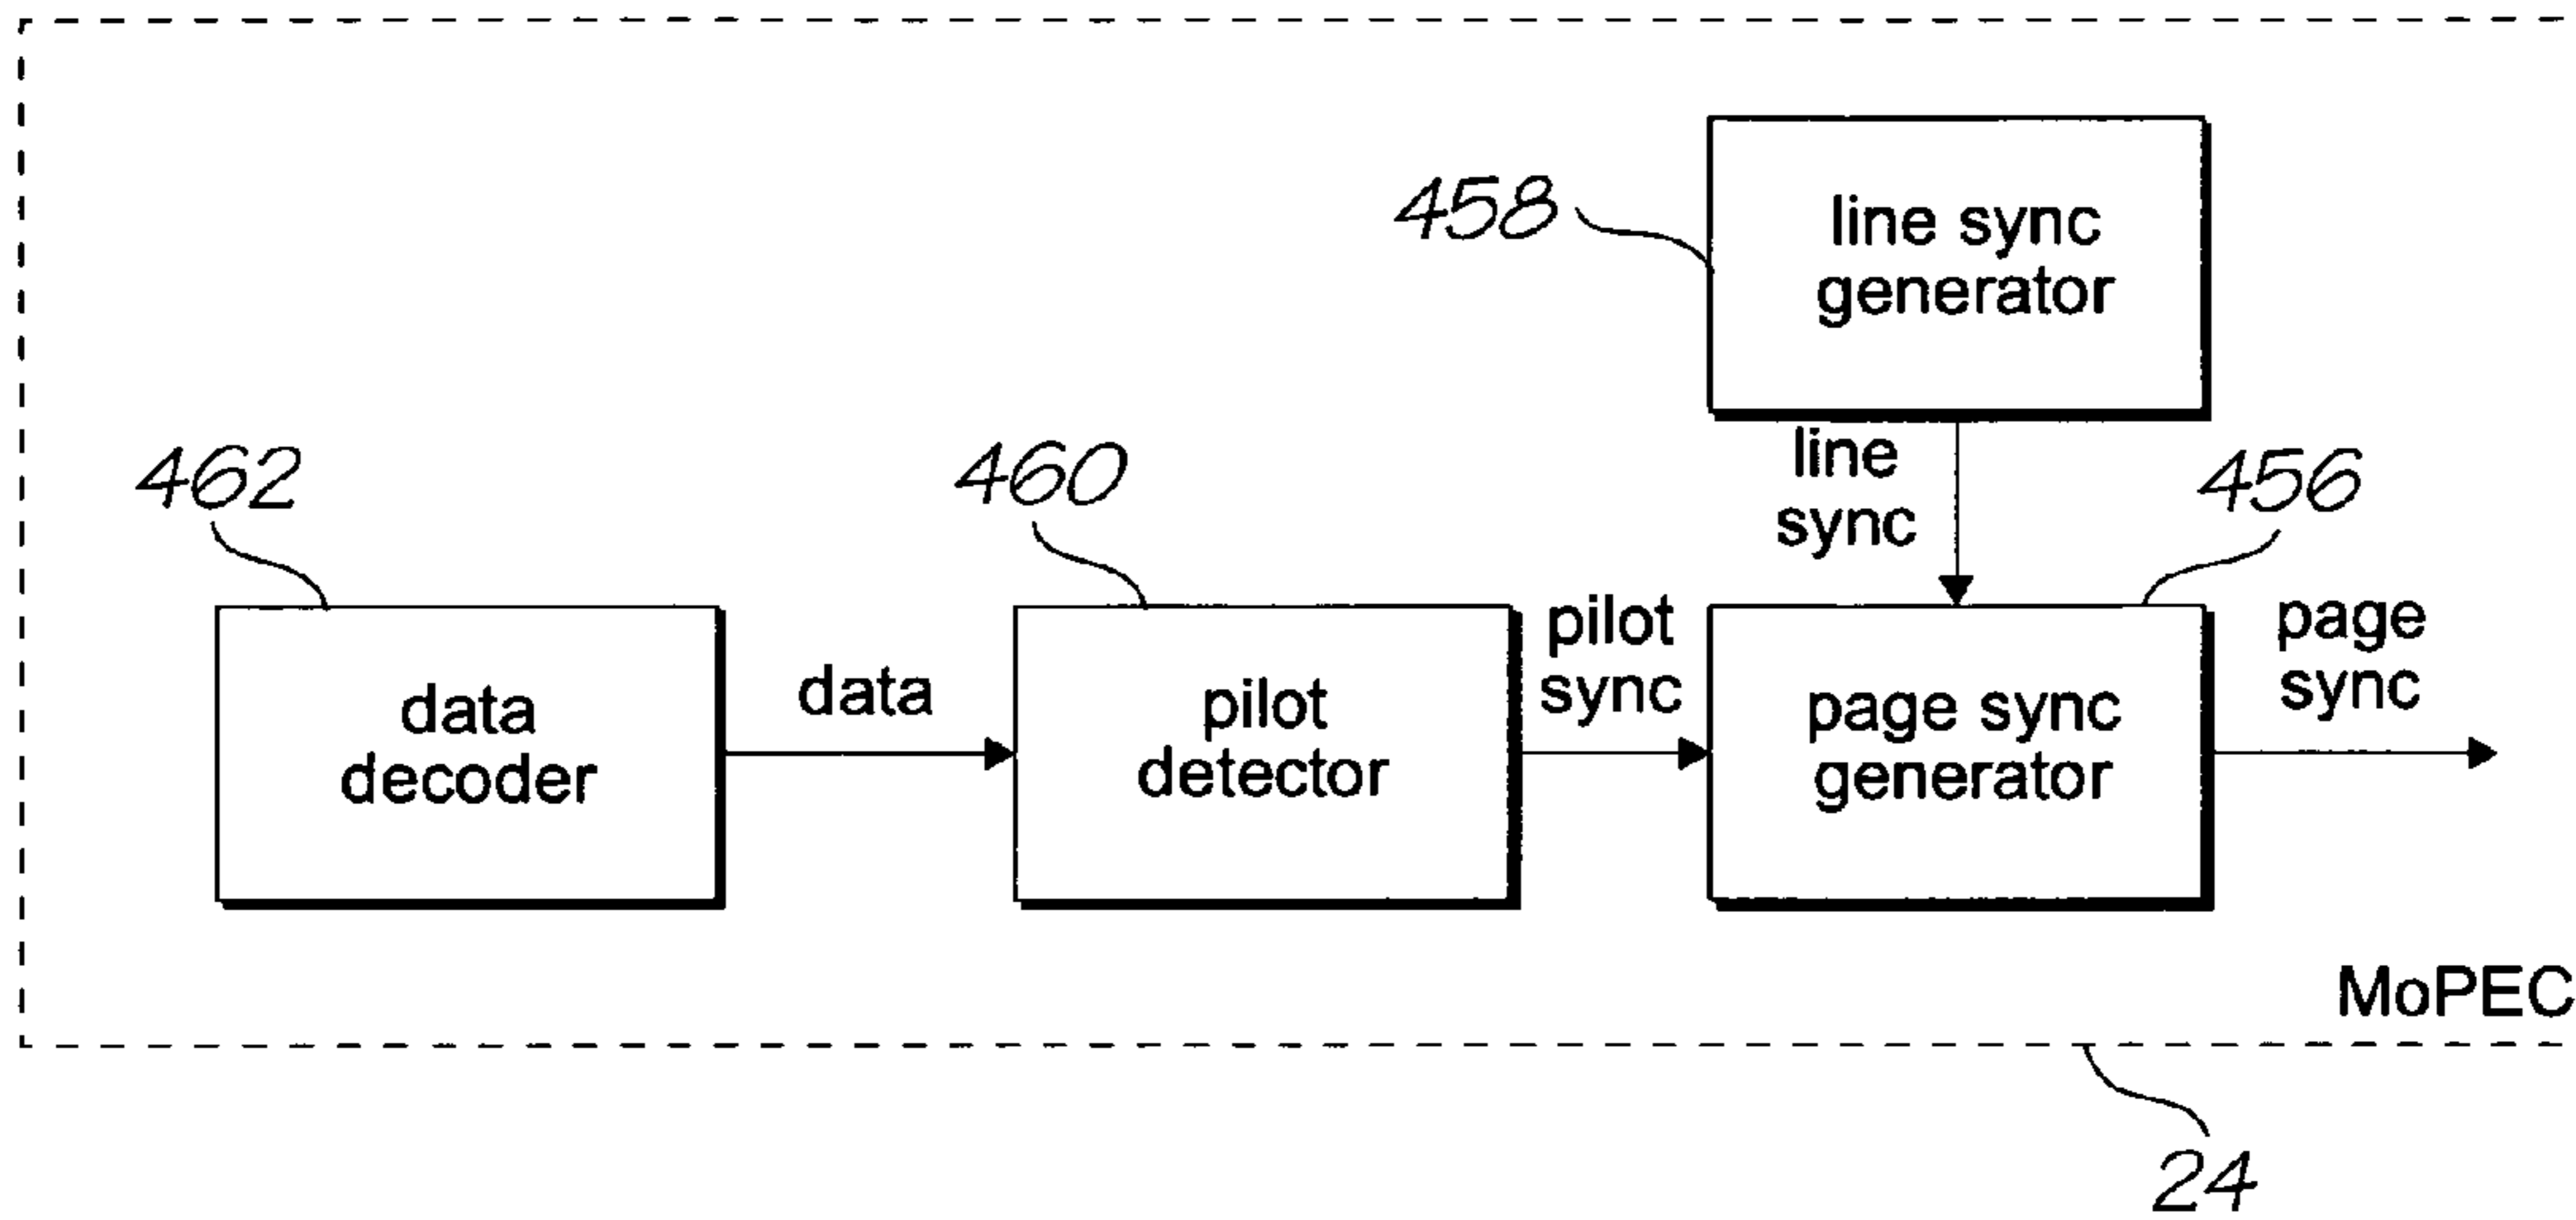 458
line sync
generator
line
sync
462
460
456
data
decoder
data
pilot
detector
pilot
sync
page sync
generator
page
sync
MoPEC
24